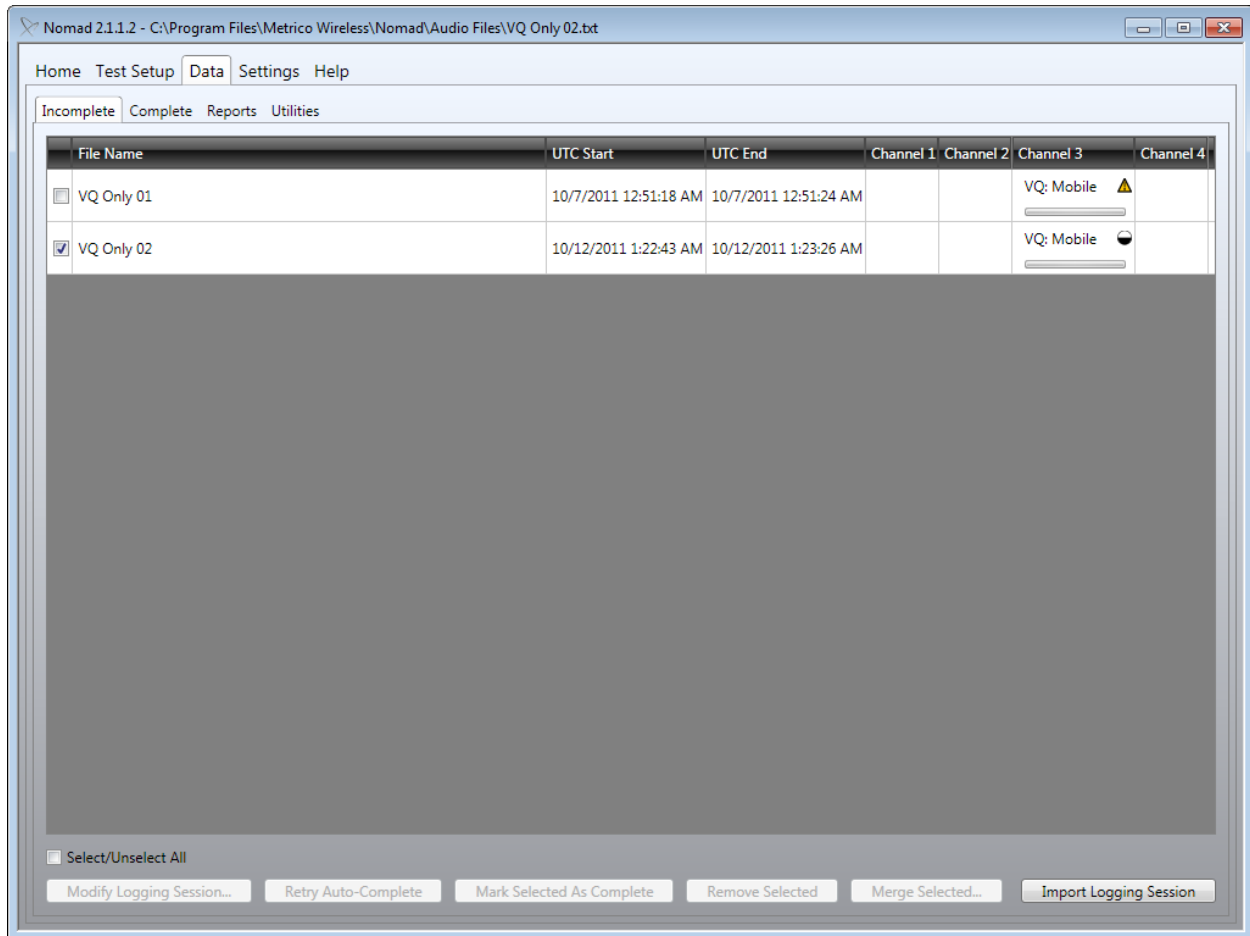 Nomad 2.1.1.2 - C:\Program Files\Metrico Wireless\Nomad\Audio Files\VQ Only 02.txt
Home Test Setup Data Settings Help
Incomplete Complete Reports Utilities
File Name UTC Start UTC End Channel 1 Channel 2 Channel 3 Channel 4
VQ Only 01 10/7/2011 12:51:18 AM 10/7/2011 12:51:24 AM VQ: Mobile
VQ Only 02 10/12/2011 1:22:43 AM 10/12/2011 1:23:26 AM VQ: Mobile
Select/Unselect All
Modify Logging Session... Retry Auto-Complete Mark Selected As Complete Remove Selected Merge Selected... Import Logging Session